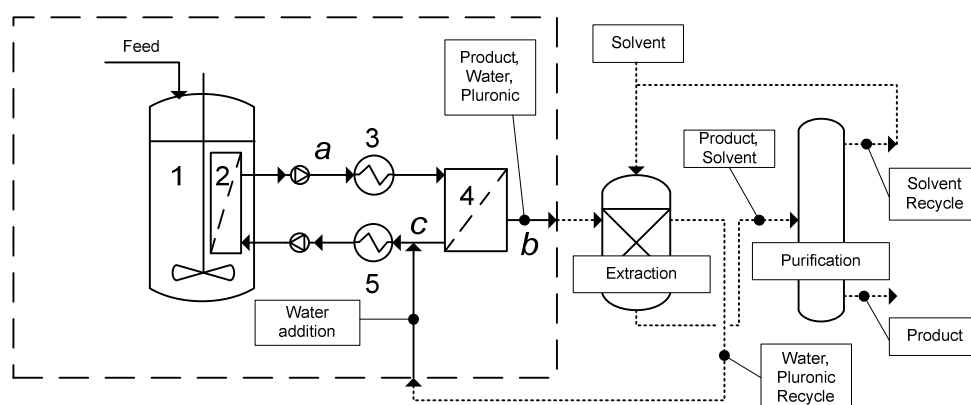 Feed
Product,
Water,
Pluronic
Solvent
a
3
Product,
Solvent
1
2
4
Solvent
Recycle
c
b
5
Extraction
Purification
Water
addition
Product
Water,
Pluronic
Recycle